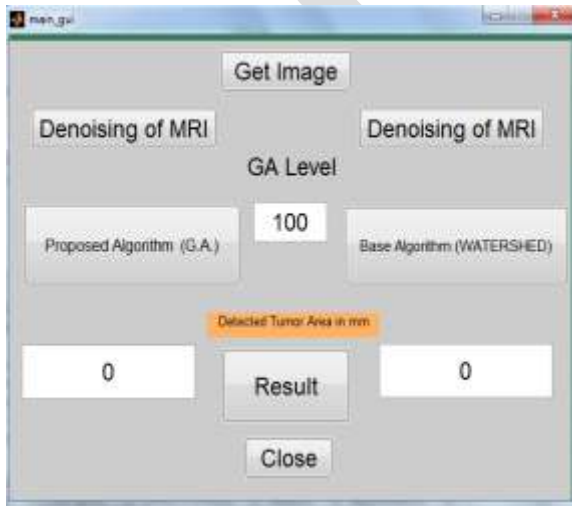 main_gui
Get Image
Denoising of MRI
Denoising of MRI
GA Level
100
Proposed Algorithm (G.A.)
Base Algorithm (WATERSHED)
Detected Tumor Area in mm
0
0
Result
Close